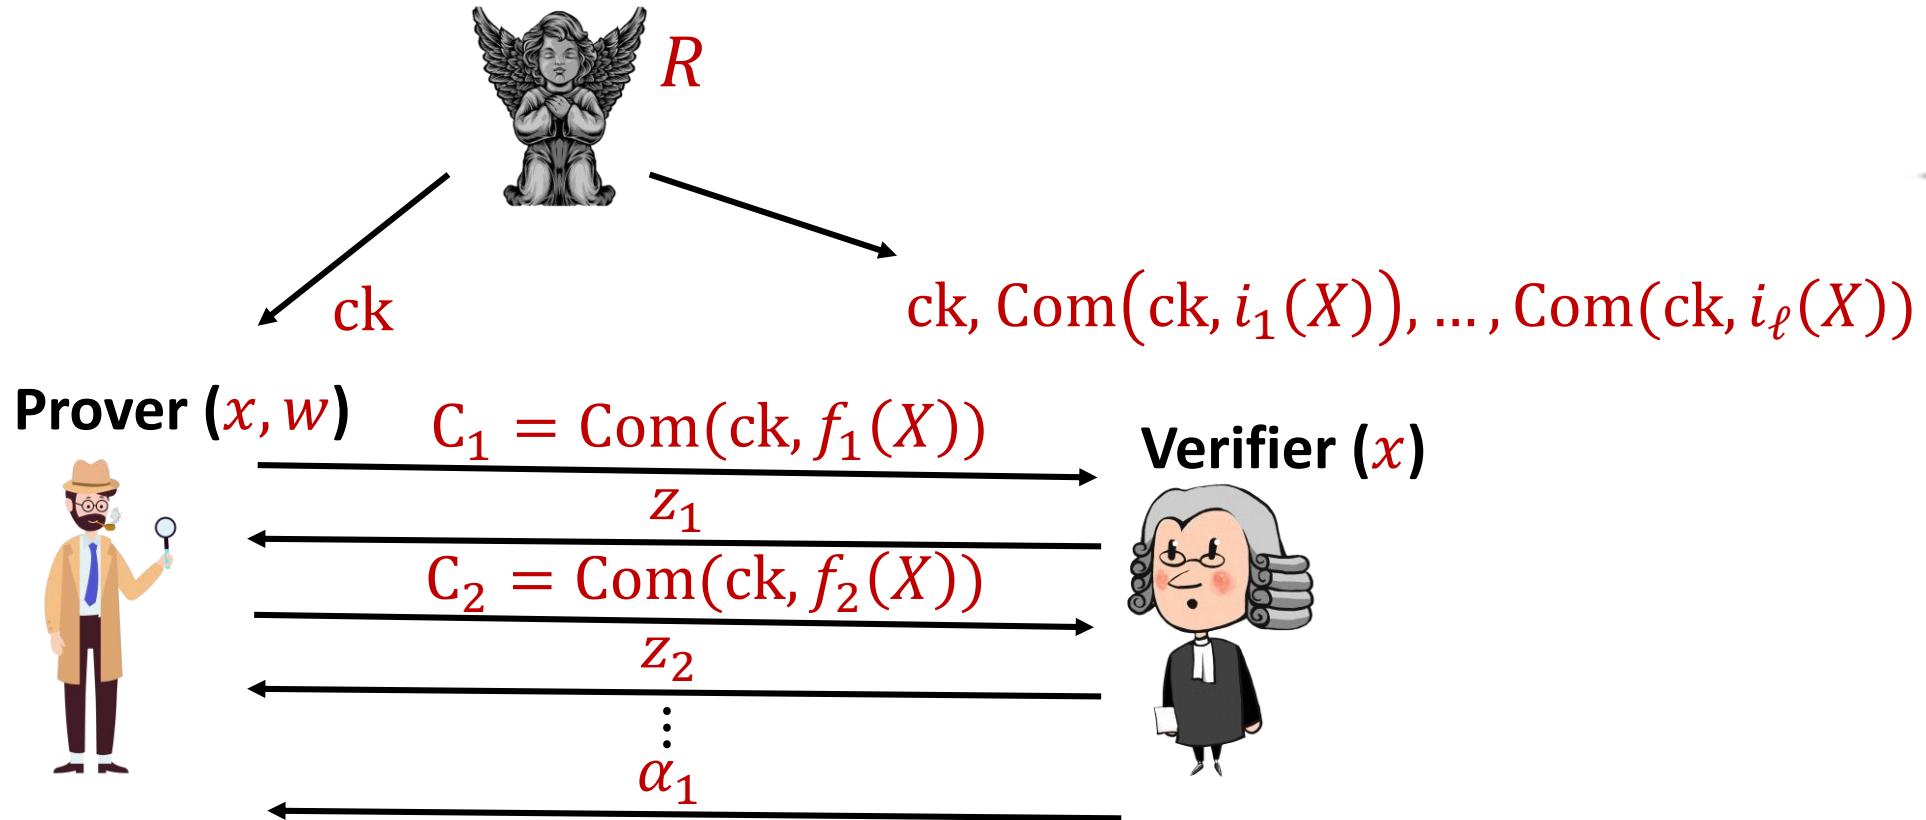 R
ck
ck, Com(ck, i₁(X)), … , Com(ck, i_ℓ(X))
Prover (x, w)
C₁ = Com(ck, f₁(X))
Verifier (x)
z₁
C₂ = Com(ck, f₂(X))
z₂
⋮
α₁